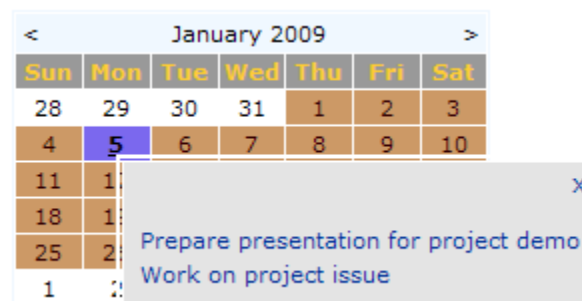 < January 2009 >
Sun Mon Tue Wed Thu Fri Sat
28 29 30 31 1 2 3
4 5 6 7 8 9 10
11
18
25
1
x
Prepare presentation for project demo
Work on project issue